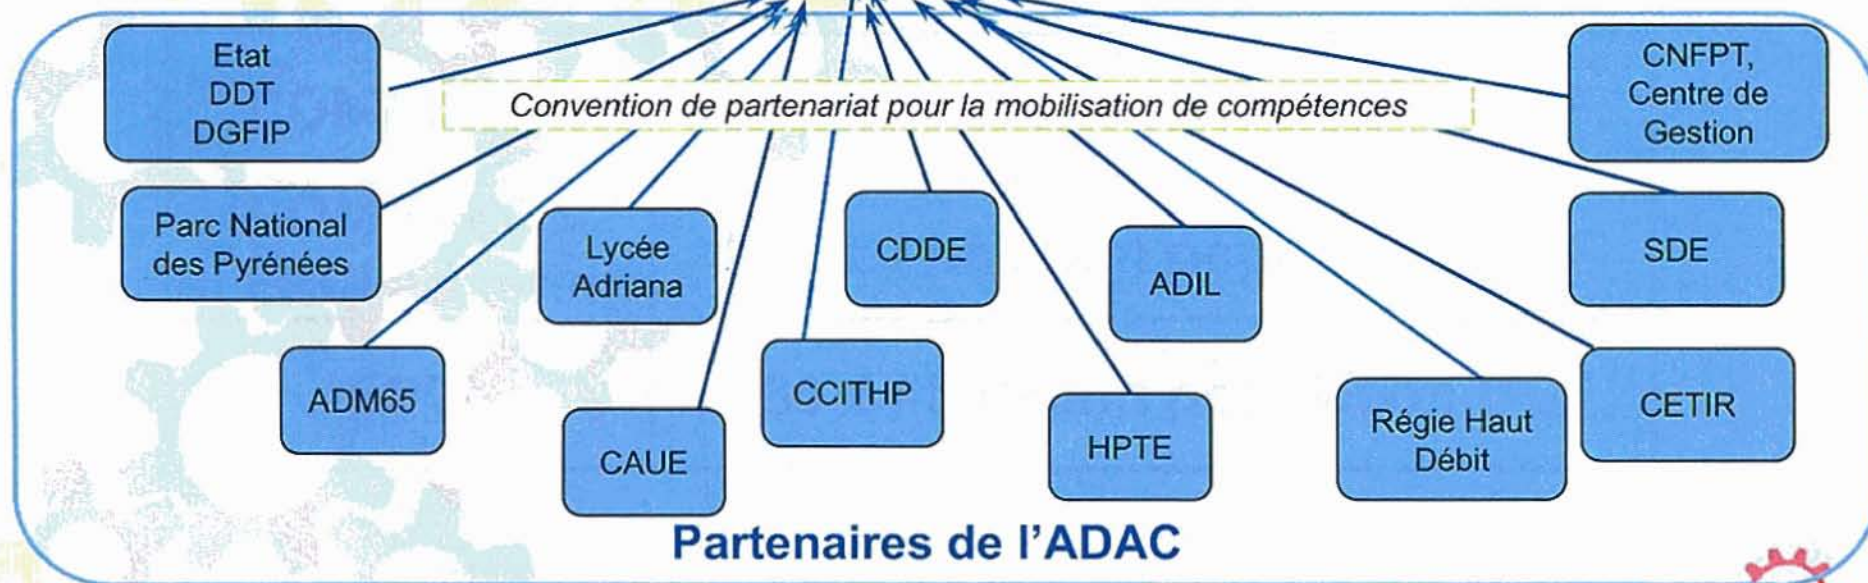 Etat
DDT
DGFIP
CNFPT,
Centre de
Gestion
Convention de partenariat pour la mobilisation de compétences
Parc National
des Pyrénées
Lycée
Adriana
CDDE
ADIL
SDE
ADM65
CAUE
CCITHP
HPTE
Régie Haut
Débit
CETIR
Partenaires de l'ADAC